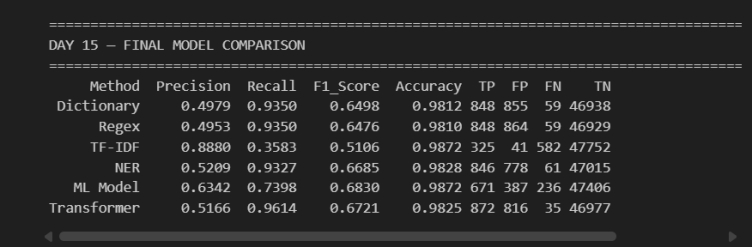 ================================================================================
DAY 15 — FINAL MODEL COMPARISON
================================================================================
Method Precision Recall F1_Score Accuracy TP FP FN TN
Dictionary 0.4979 0.9350 0.6498 0.9812 848 855 59 46938
Regex 0.4953 0.9350 0.6476 0.9810 848 864 59 46929
TF-IDF 0.8880 0.3583 0.5106 0.9872 325 41 582 47752
NER 0.5209 0.9327 0.6685 0.9828 846 778 61 47015
ML Model 0.6342 0.7398 0.6830 0.9872 671 387 236 47406
Transformer 0.5166 0.9614 0.6721 0.9825 872 816 35 46977